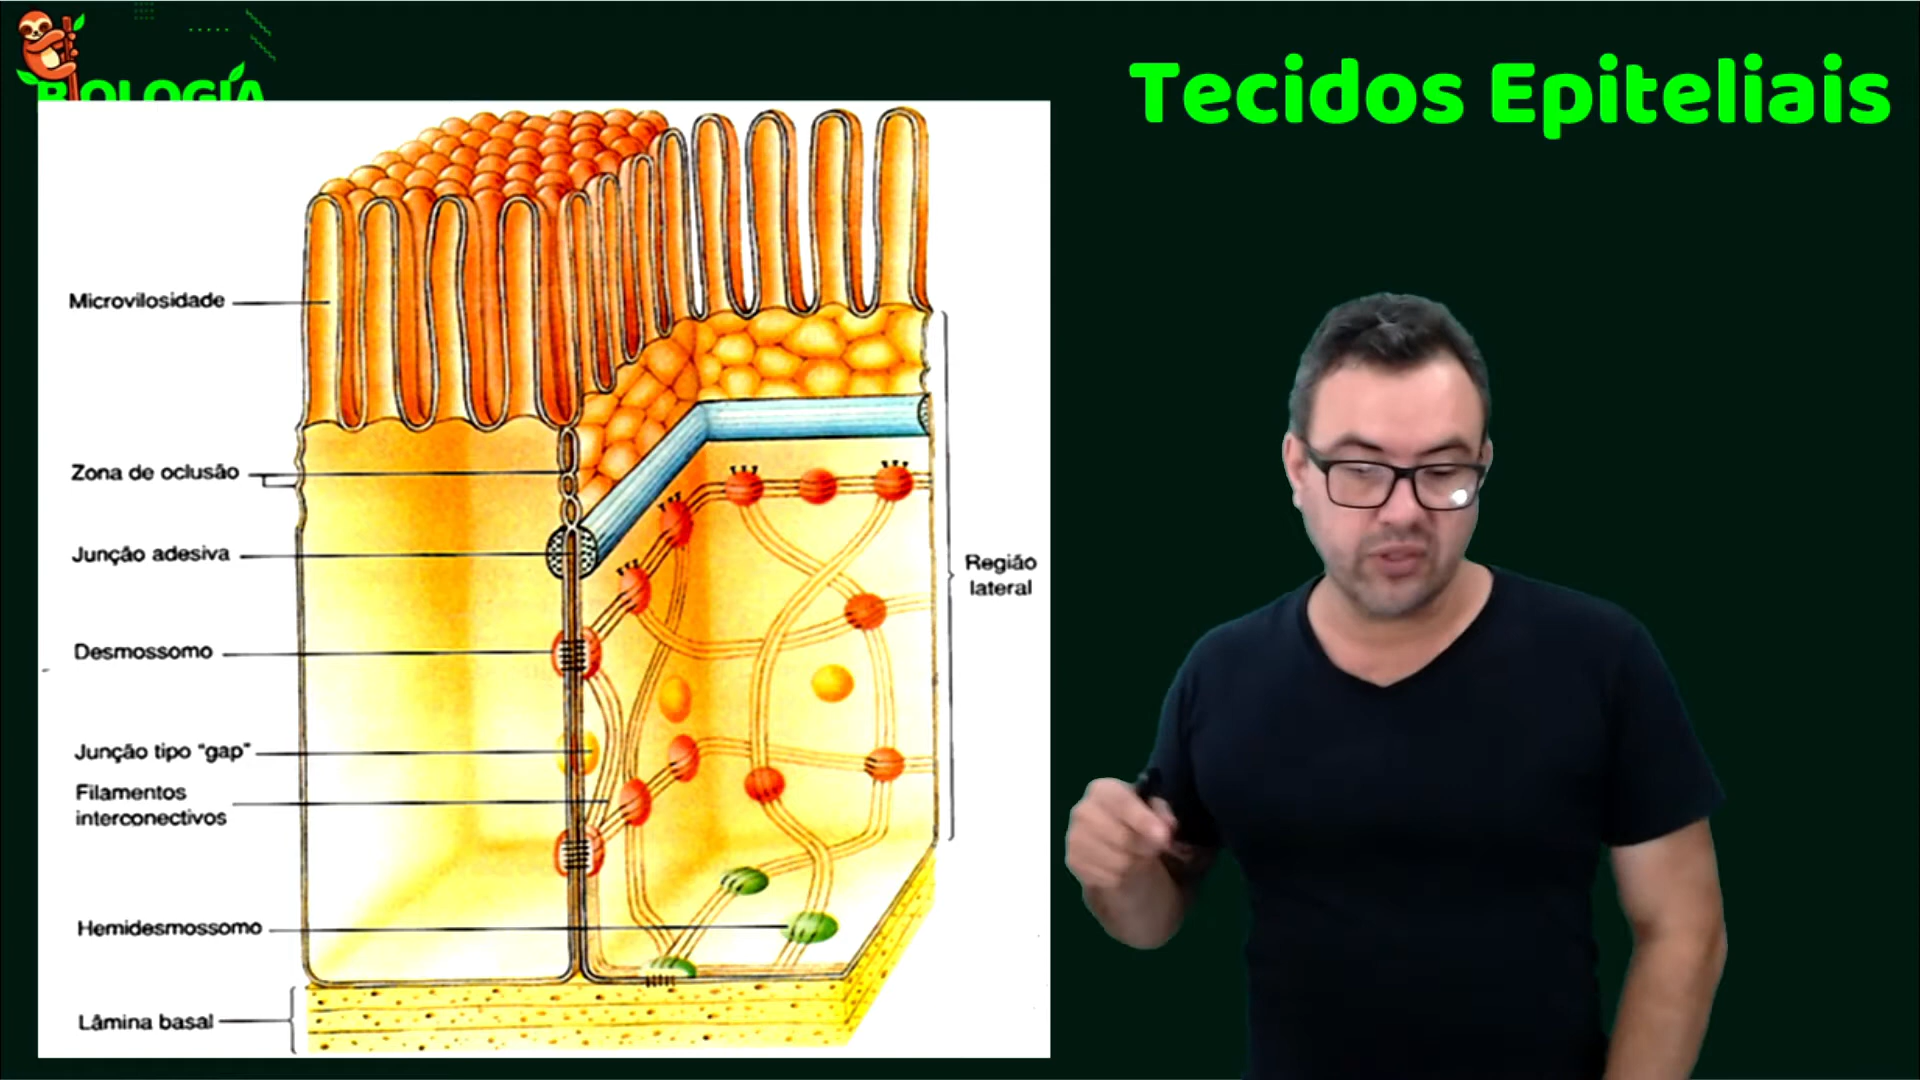 BIOLOGIA
Tecidos Epiteliais
Microvilosidade
Zona de oclusão
Junção adesiva
Desmossomo
Junção tipo "gap"
Filamentos
interconectivos
Hemidesmossomo
Lâmina basal
Região
lateral